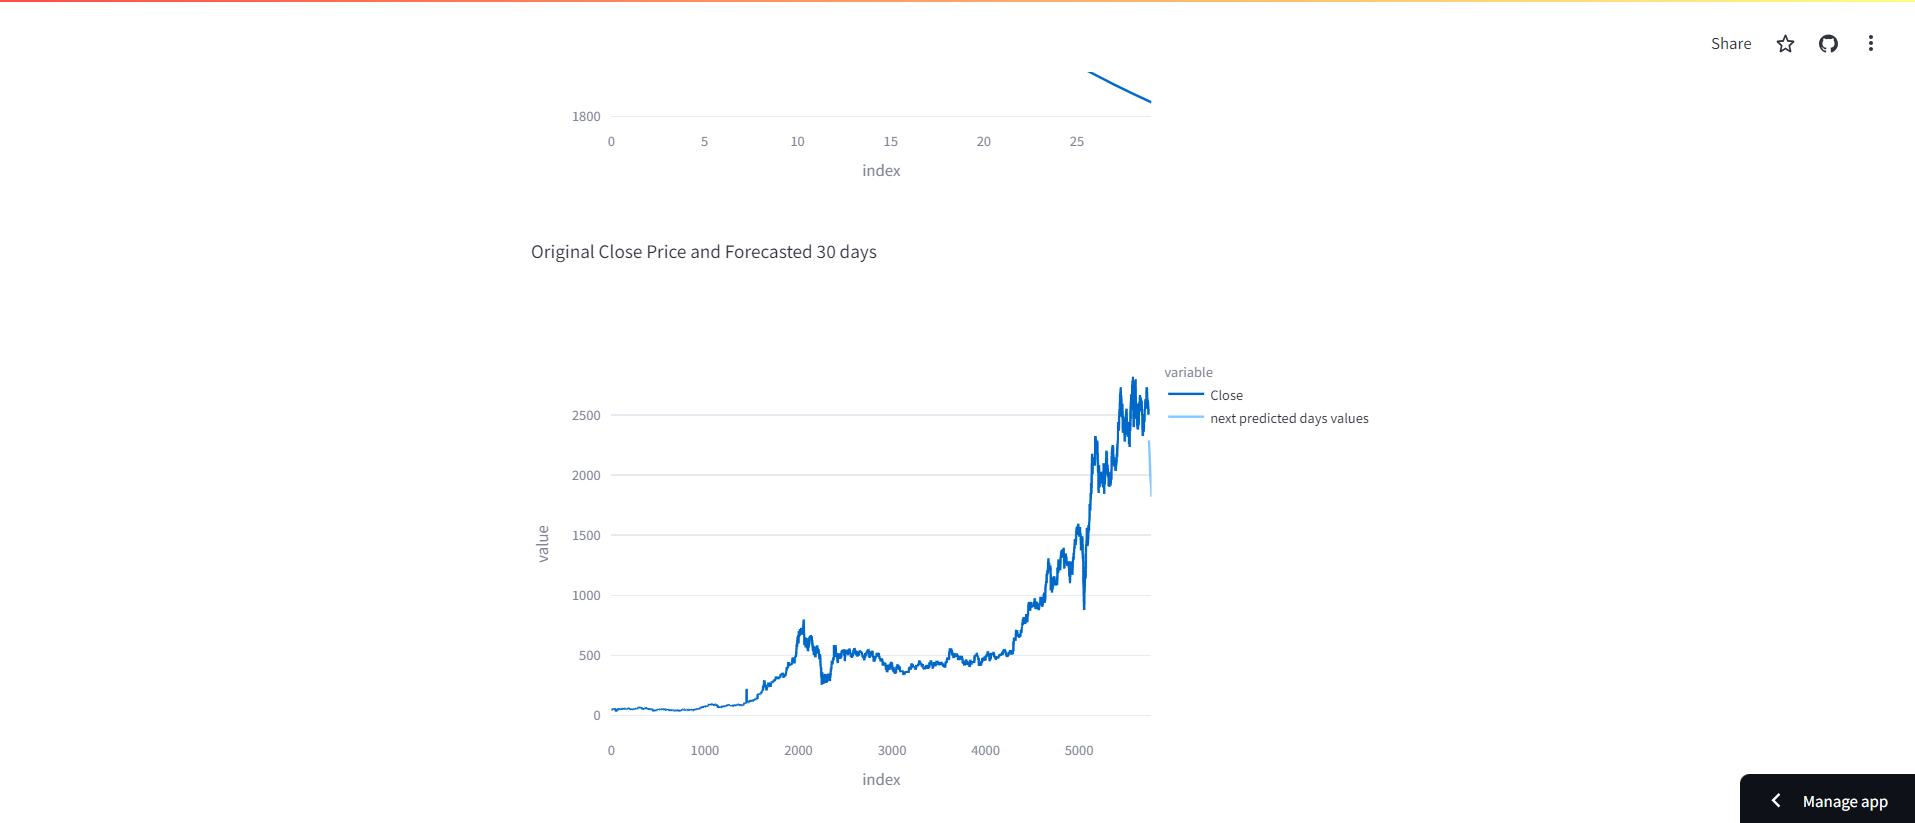 Share
1800
0 5 10 15 20 25
index
Original Close Price and Forecasted 30 days
variable
Close
next predicted days values
2500
2000
1500
1000
500
0
value
0 1000 2000 3000 4000 5000
index
Manage app